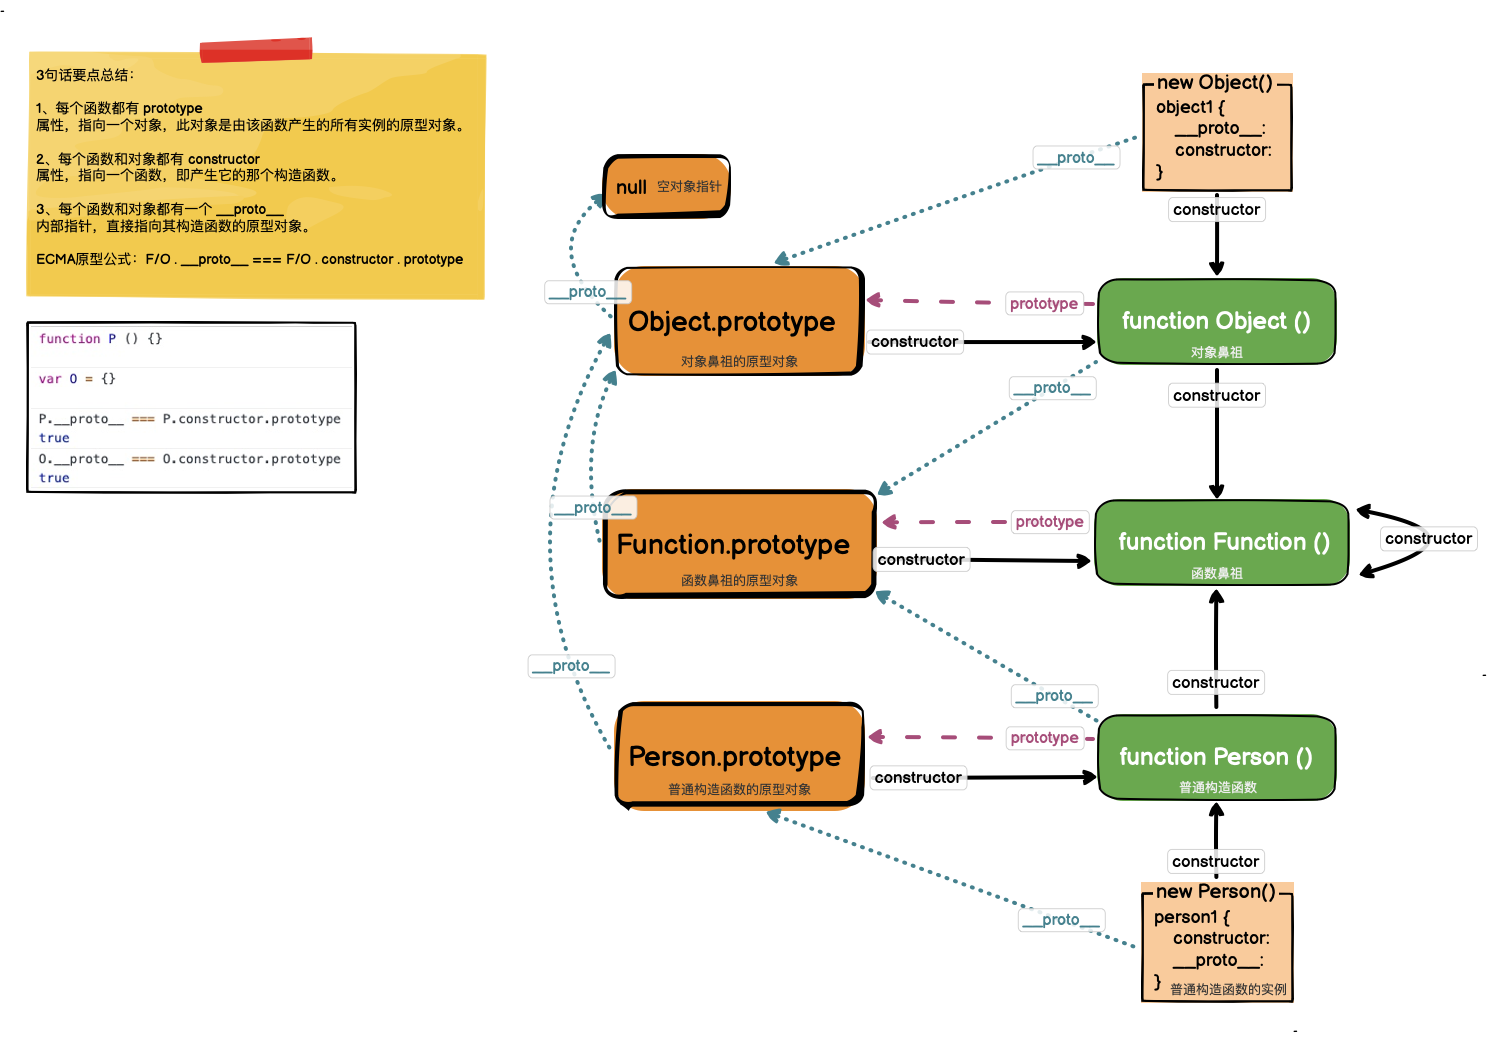 3句话要点总结：
1、每个函数都有 prototype
属性，指向一个对象，此对象是由该函数产生的所有实例的原型对象。
2、每个函数和对象都有 constructor
属性，指向一个函数，即产生它的那个构造函数。
3、每个函数和对象都有一个 __proto__
内部指针，直接指向其构造函数的原型对象。
ECMA原型公式：F/O . __proto__ === F/O . constructor . prototype
function P () {}
var O = {}
P.__proto__ === P.constructor.prototype
true
O.__proto__ === O.constructor.prototype
true
new Object()
object1 {
__proto__:
constructor:
}
__proto__
null 空对象指针
constructor
__proto__
prototype
Object.prototype
对象鼻祖的原型对象
constructor
function Object ()
对象鼻祖
__proto__
constructor
__proto__
prototype
Function.prototype
函数鼻祖的原型对象
constructor
function Function ()
函数鼻祖
constructor
__proto__
constructor
__proto__
prototype
Person.prototype
普通构造函数的原型对象
constructor
function Person ()
普通构造函数
constructor
__proto__
new Person()
person1 {
constructor:
__proto__:
}
普通构造函数的实例